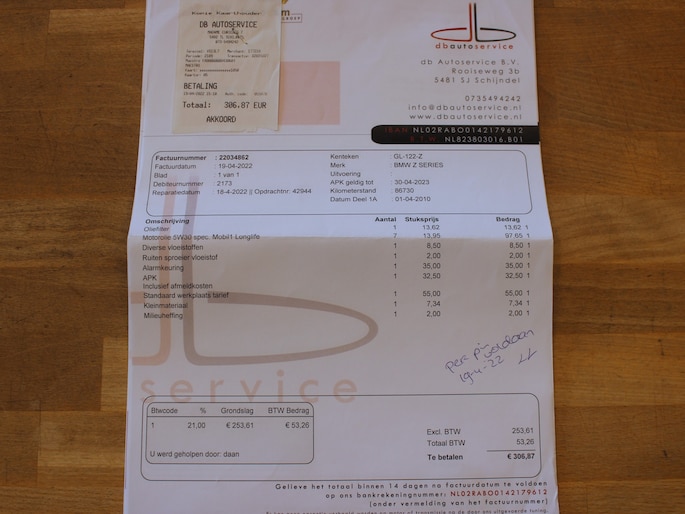 DB AUTOSERVICE
BETALING
Totaal: 306,87 EUR
AKKOORD
db
dbautoservice
db Autoservice B.V.
Rooiseweg 3b
5481 SJ Schijndel
0735494242
info@dbautoservice.nl
www.dbautoservice.nl
IBAN NL02RABO0142179612
BTW NL823803016.B01
Factuurnummer : 22034862 Kenteken : GL-122-Z
Factuurdatum : 19-04-2022 Merk : BMW Z SERIES
Blad : 1 van 1 Uitvoering :
Debiteurnummer : 2173 APK geldig tot : 30-04-2023
Reparatiedatum : 18-4-2022 || Opdrachtnr: 42944 Kilometerstand : 86730
Datum Deel 1A : 01-04-2010
Omschrijving Aantal Stuksprijs Bedrag
Oliefilter 1 13,62 13,62 1
Motorolie 5W30 spec. Mobil1 Longlife 7 13,95 97,65 1
Diverse vloeistoffen 1 8,50 8,50 1
Ruiten sproeier vloeistof 1 2,00 2,00 1
Alarmkeuring 1 35,00 35,00 1
APK 1 32,50 32,50 1
Inclusief afmeldkosten
Standaard werkplaats tarief 1 55,00 55,00 1
Kleinmateriaal 1 7,34 7,34 1
Milieuheffing 1 2,00 2,00 1
per pin voldaan
19-4-22
db
service
Btwcode % Grondslag BTW Bedrag
1 21,00 € 253,61 € 53,26
U werd geholpen door: daan
Excl. BTW 253,61
Totaal BTW 53,26
Te betalen € 306,87
Gelieve het totaal binnen 14 dagen na factuurdatum te voldoen
op ons bankrekeningnummer: NL02RABO0142179612
(onder vermelding van het factuurnummer)